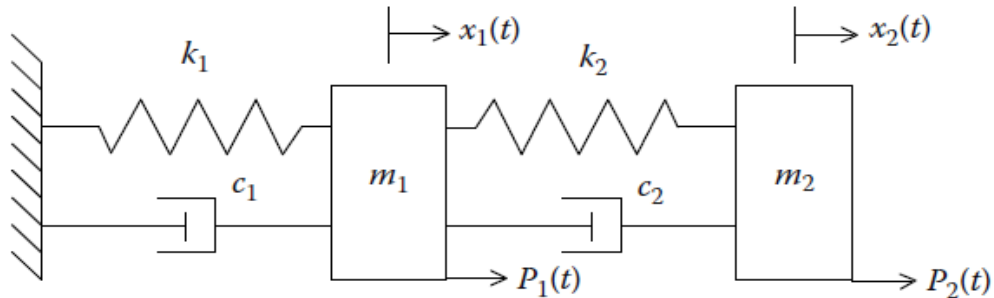 x₁(t)
x₂(t)
k₁
k₂
m₁
m₂
c₁
c₂
P₁(t)
P₂(t)